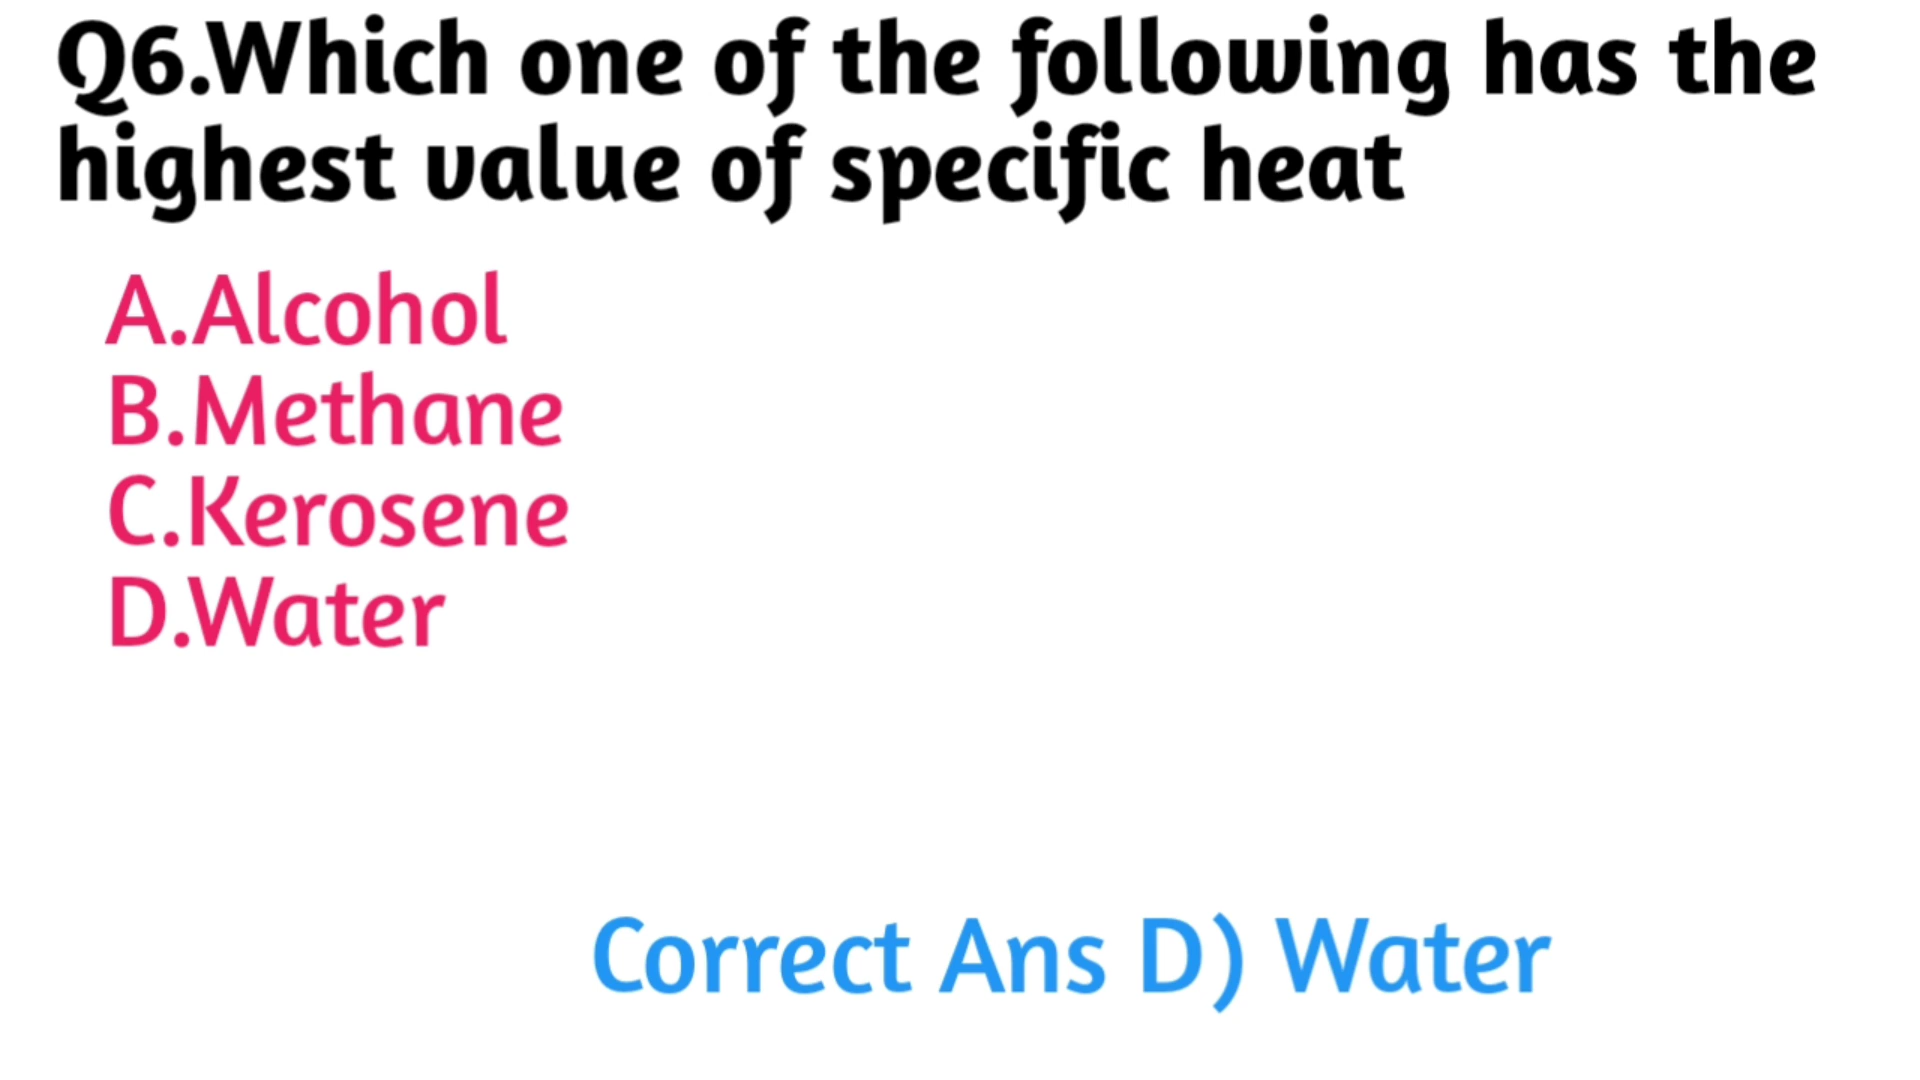 Q6.Which one of the following has the
highest value of specific heat
A.Alcohol
B.Methane
C.Kerosene
D.Water
Correct Ans D) Water